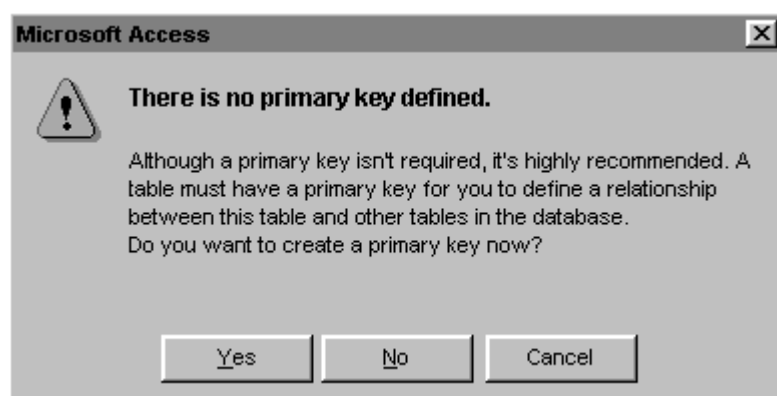 Microsoft Access
There is no primary key defined.
Although a primary key isn't required, it's highly recommended. A
table must have a primary key for you to define a relationship
between this table and other tables in the database.
Do you want to create a primary key now?
Yes No Cancel